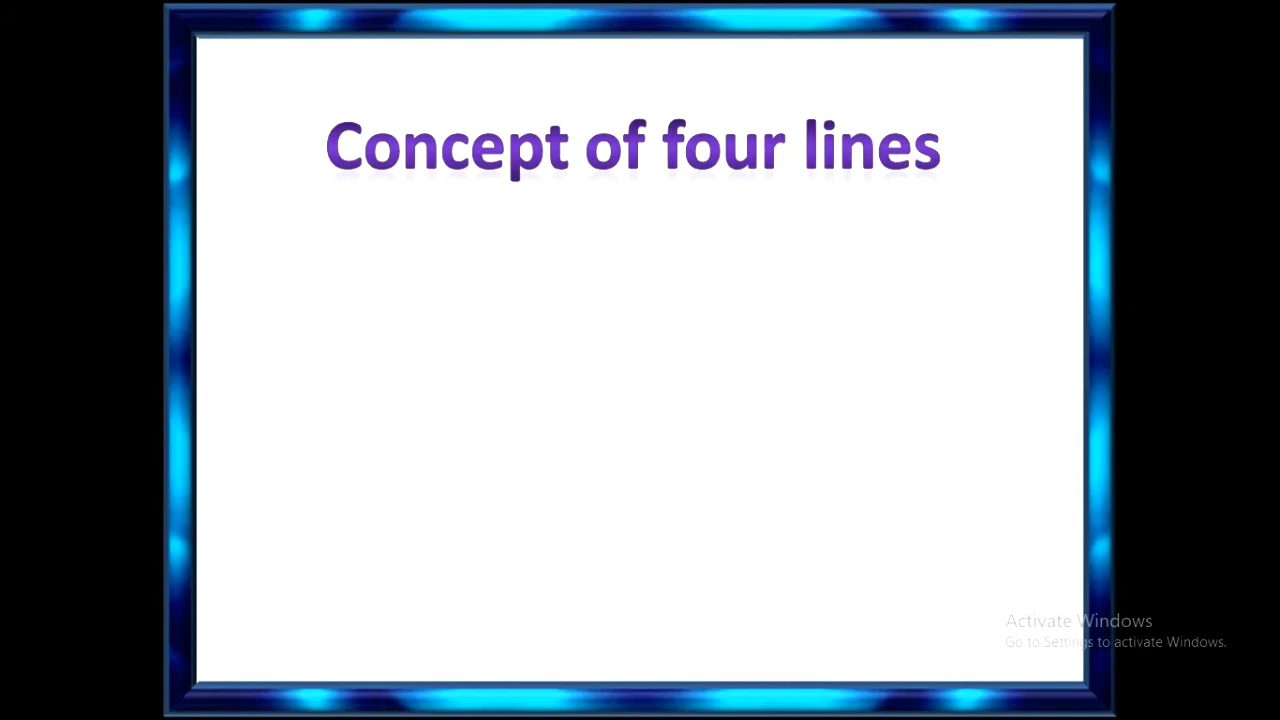 Concept of four lines
Activate Windows
Go to Settings to activate Windows.